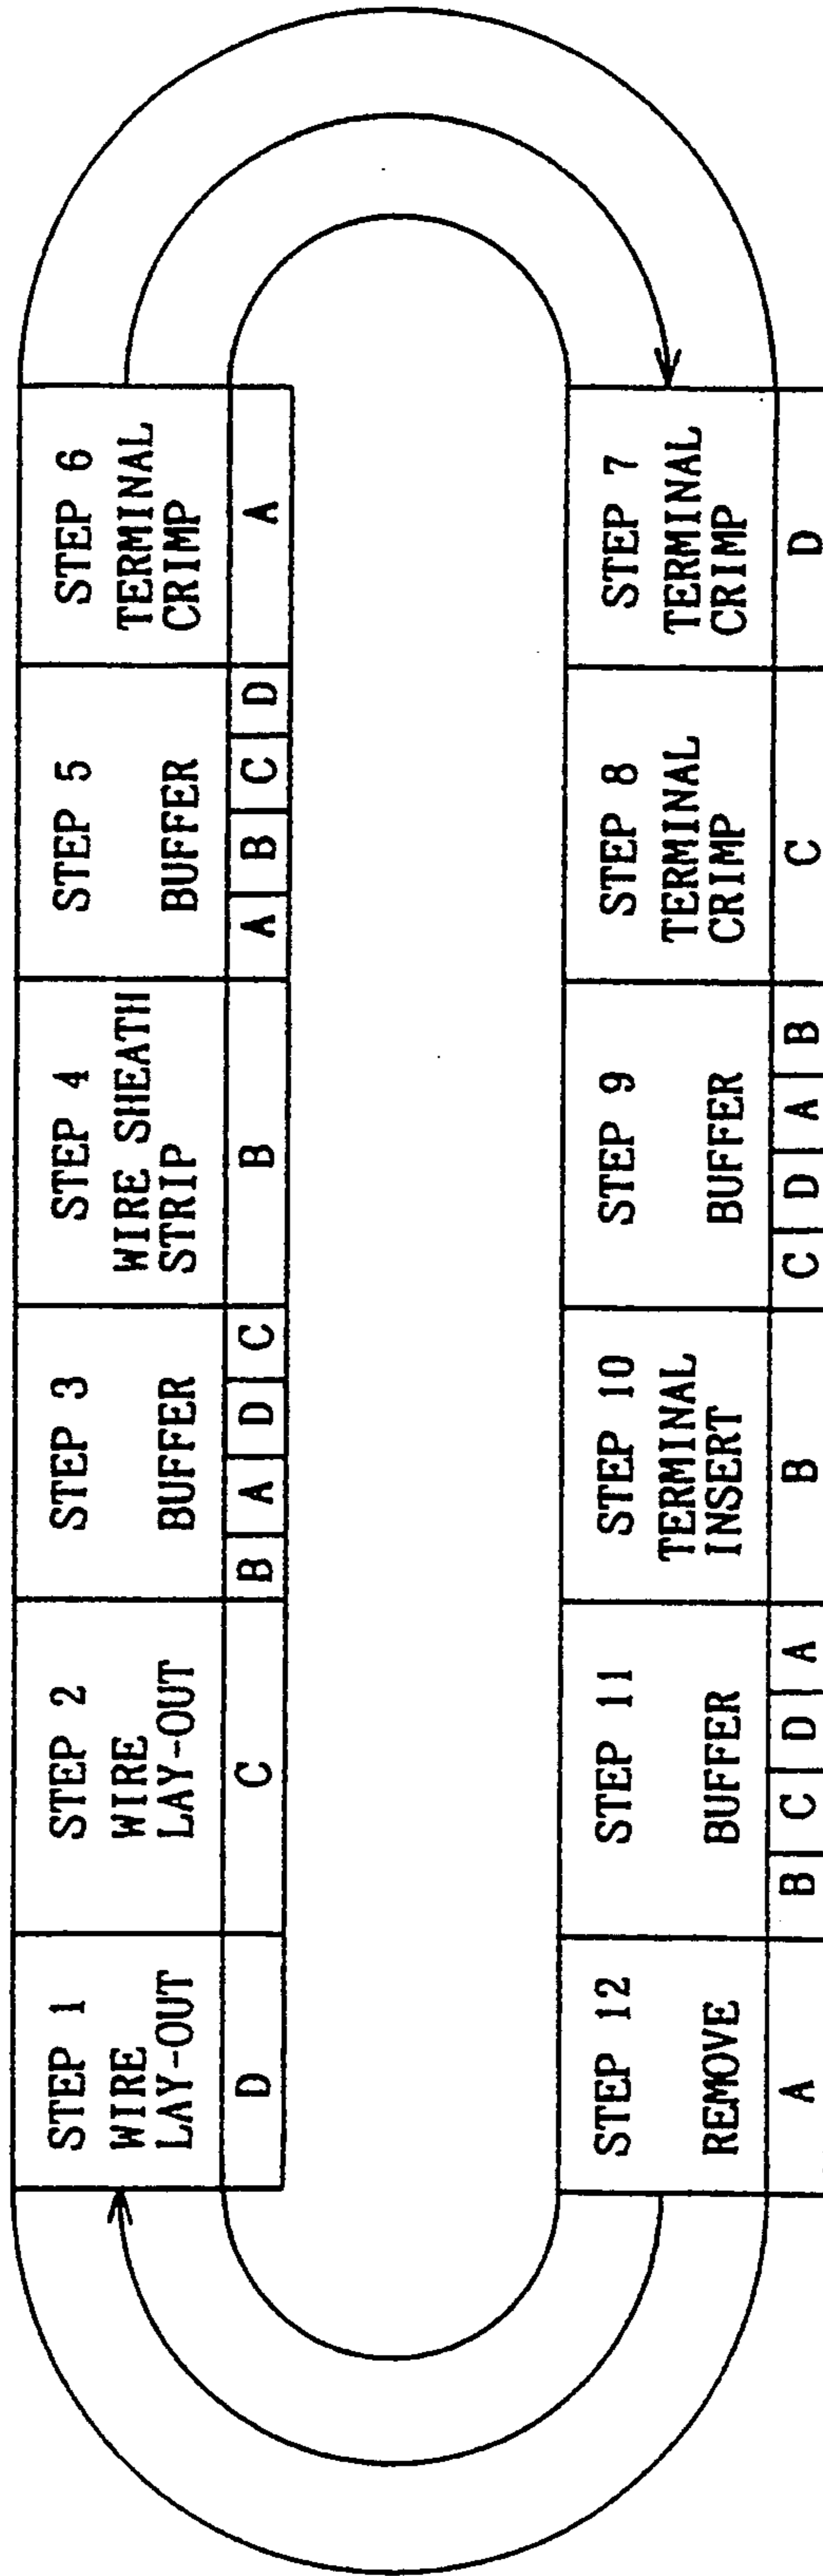 STEP 1
WIRE
LAY-OUT
D
STEP 2
WIRE
LAY-OUT
C
STEP 3
BUFFER
B A D C
STEP 4
WIRE SHEATH
STRIP
B
STEP 5
BUFFER
A B C D
STEP 6
TERMINAL
CRIMP
A
STEP 7
TERMINAL
CRIMP
D
STEP 8
TERMINAL
CRIMP
C
STEP 9
BUFFER
C D A B
STEP 10
TERMINAL
INSERT
B
STEP 11
BUFFER
B C D A
STEP 12
REMOVE
A